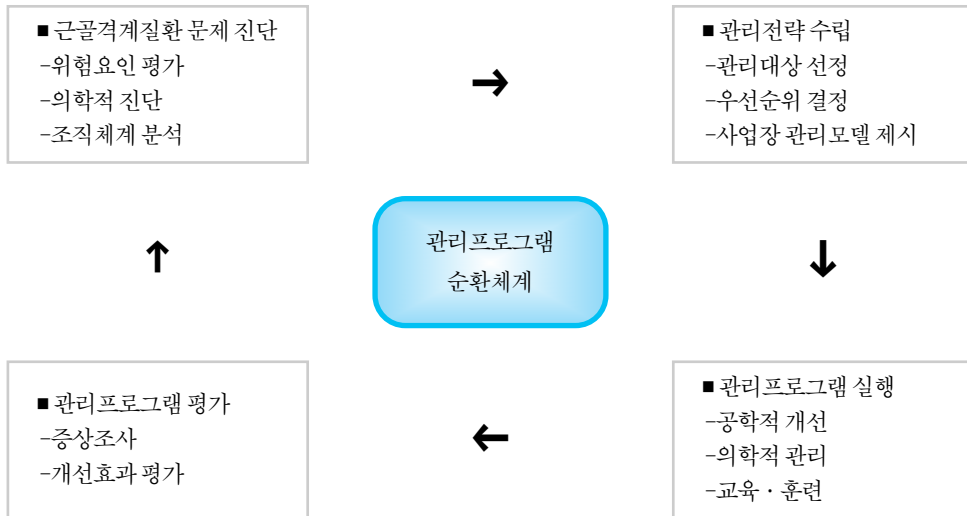 ■ 근골격계질환 문제 진단
-위험요인 평가
-의학적 진단
-조직체계 분석
→
■ 관리전략 수립
-관리대상 선정
-우선순위 결정
-사업장 관리모델 제시
↑
관리프로그램
순환체계
↓
■ 관리프로그램 평가
-증상조사
-개선효과 평가
←
■ 관리프로그램 실행
-공학적 개선
-의학적 관리
-교육 · 훈련